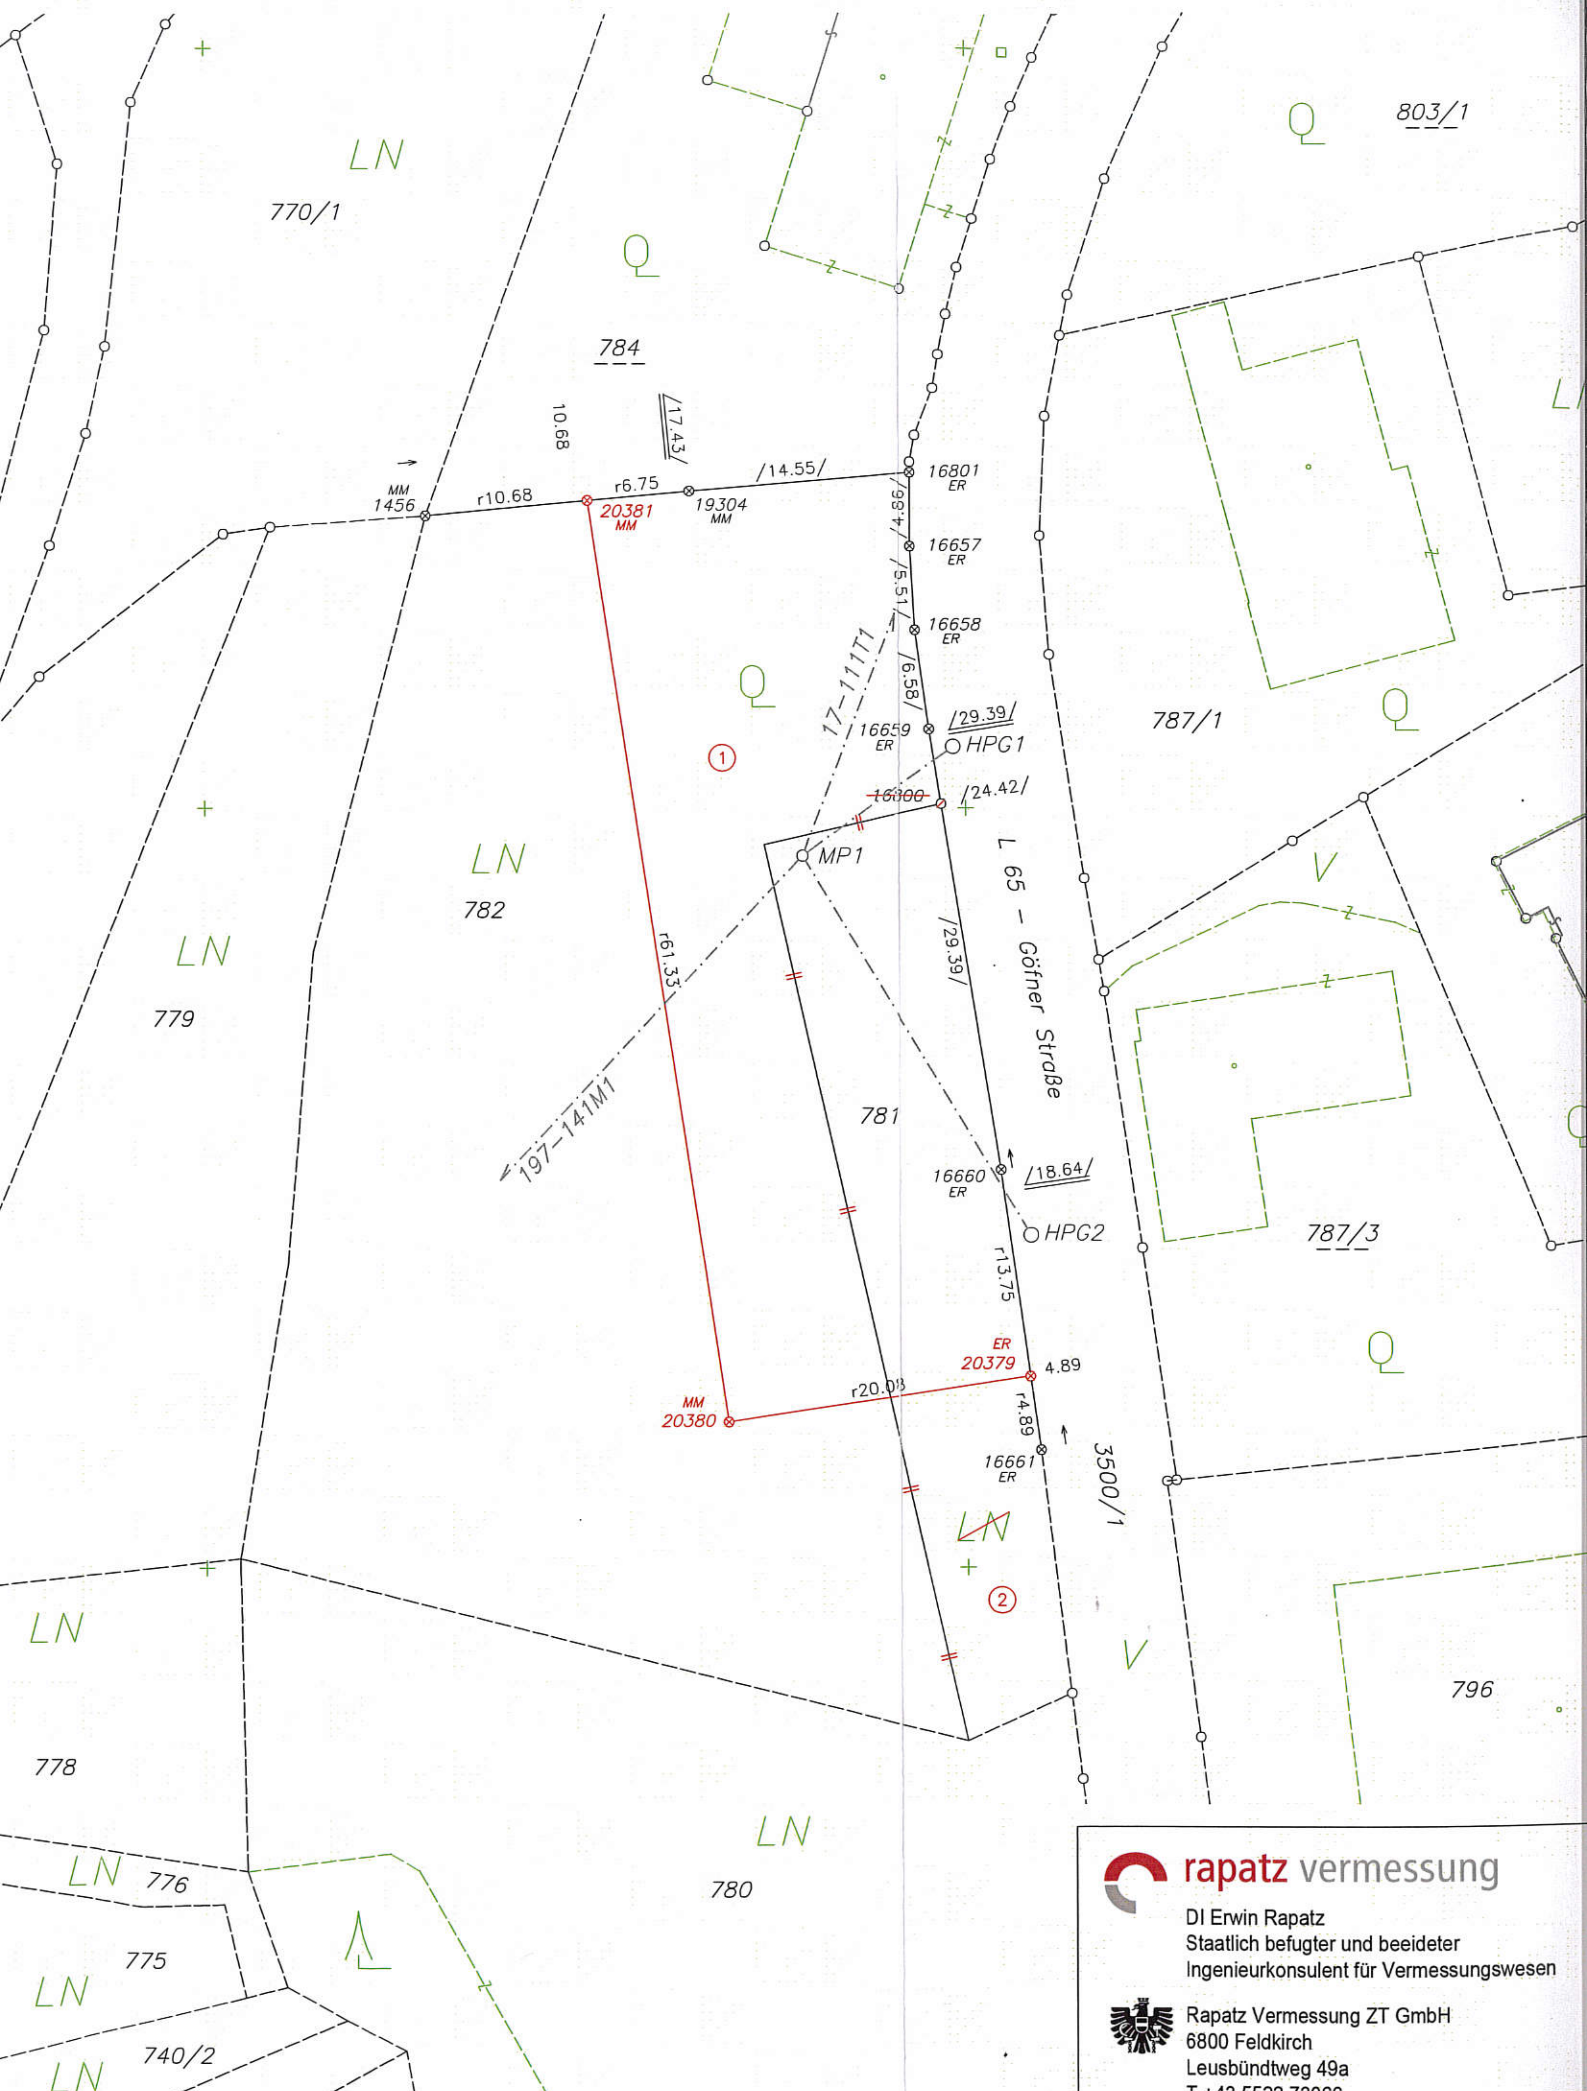 803/1
LN
770/1
784
LN
10.68
/17.43/
/14.55/
r6.75
r10.68
MM
1456
20381
MM
19304
MM
16801
ER
/4.86/
16657
ER
/5.51/
16658
ER
/6.58/
17-111T1
16659
ER
/29.39/
HPG1
787/1
1
16800
/24.42/
MP1
LN
782
LN
779
V
L 65 - Göfner Straße
/29.39/
r61.33
197-141M1
781
16660
ER
/18.64/
HPG2
787/3
r13.75
ER
20379
4.89
r20.08
MM
20380
r4.89
16661
ER
3500/1
LN
2
LN
V
796
778
LN
776
LN
780
775
LN
740/2
LN
rapatz vermessung
DI Erwin Rapatz
Staatlich befugter und beeideter
Ingenieurkonsulent für Vermessungswesen
Rapatz Vermessung ZT GmbH
6800 Feldkirch
Leusbündtweg 49a